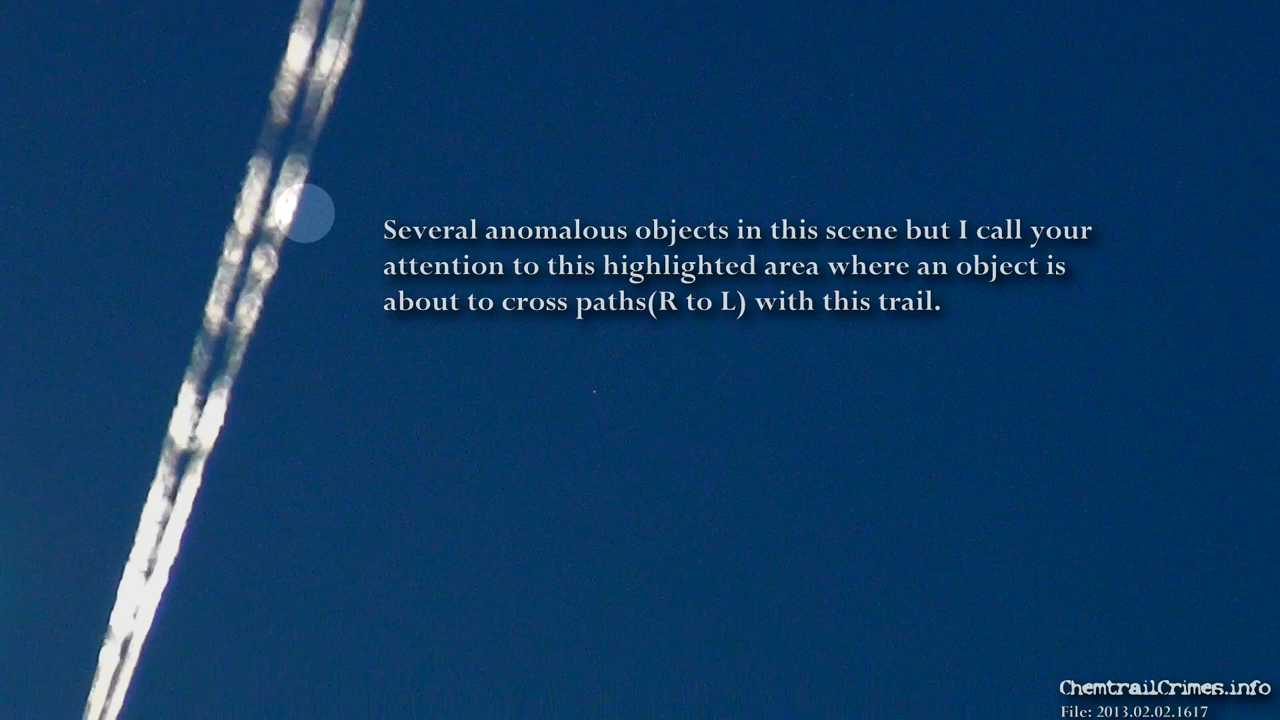 Several anomalous objects in this scene but I call your
attention to this highlighted area where an object is
about to cross paths(R to L) with this trail.
ChemtrailCrimes.info
File: 2013.02.02.1617